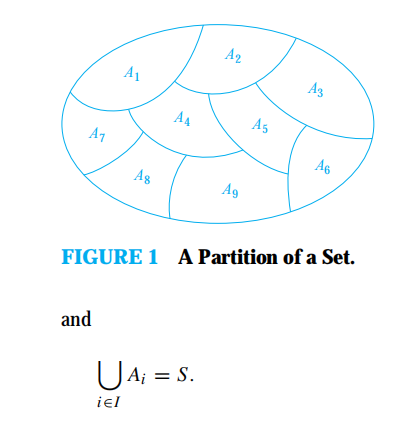 A₁
A₂
A₃
A₄
A₅
A₇
A₈
A₆
A₉
FIGURE 1 A Partition of a Set.
and
⋃ Aᵢ = S.
i∈I